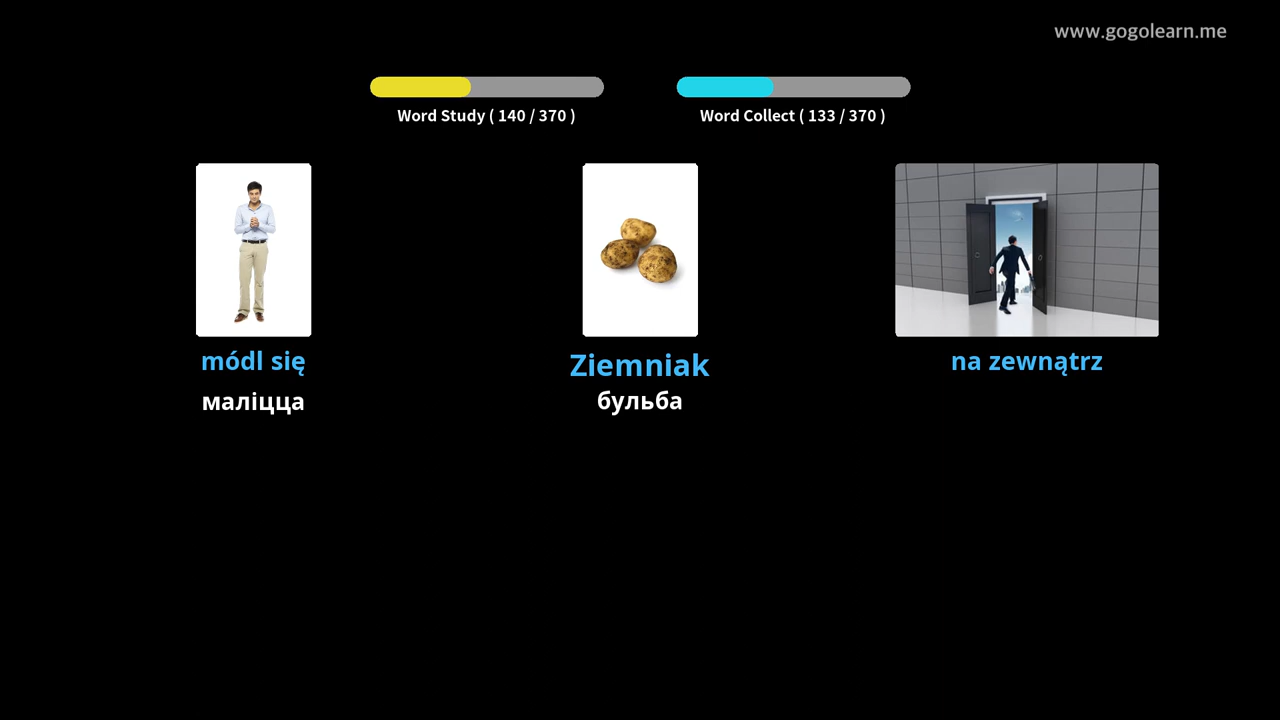 www.gogolearn.me
Word Study ( 140 / 370 )
Word Collect ( 133 / 370 )
módl się
маліцца
Ziemniak
бульба
na zewnątrz